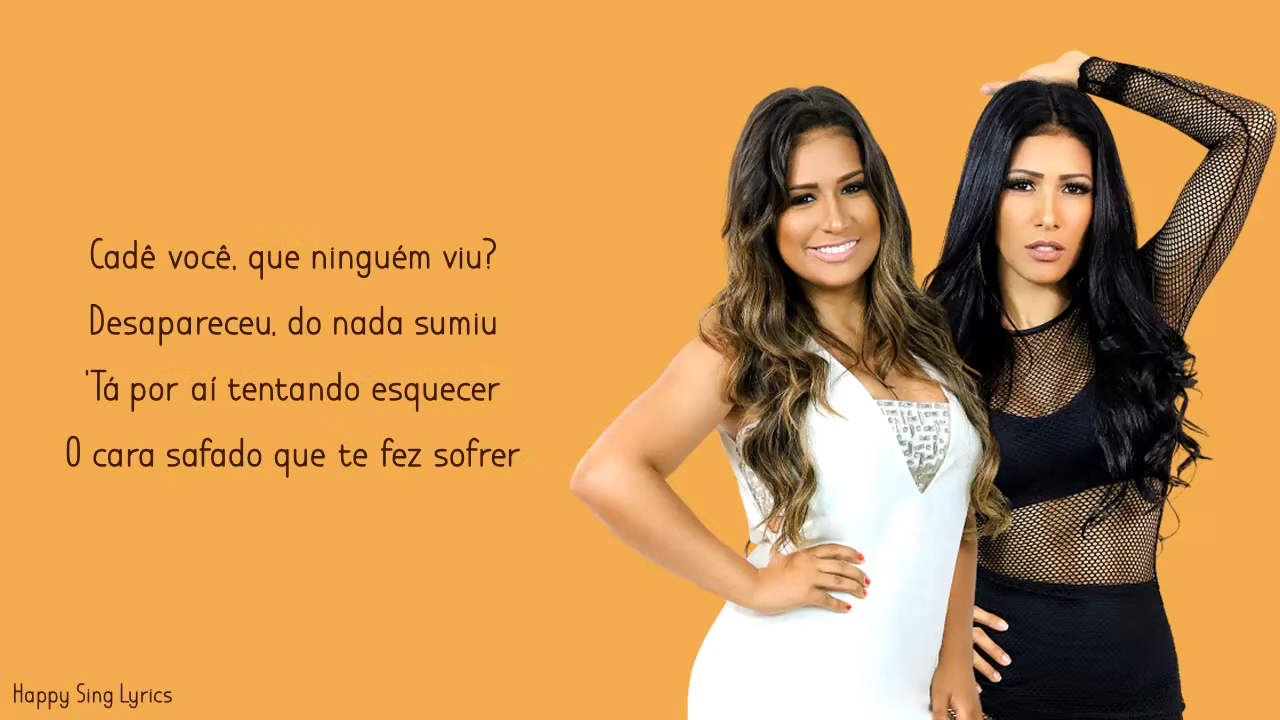 Cadê você, que ninguém viu?
Desapareceu, do nada sumiu
'Tá por aí tentando esquecer
O cara safado que te fez sofrer
Happy Sing Lyrics